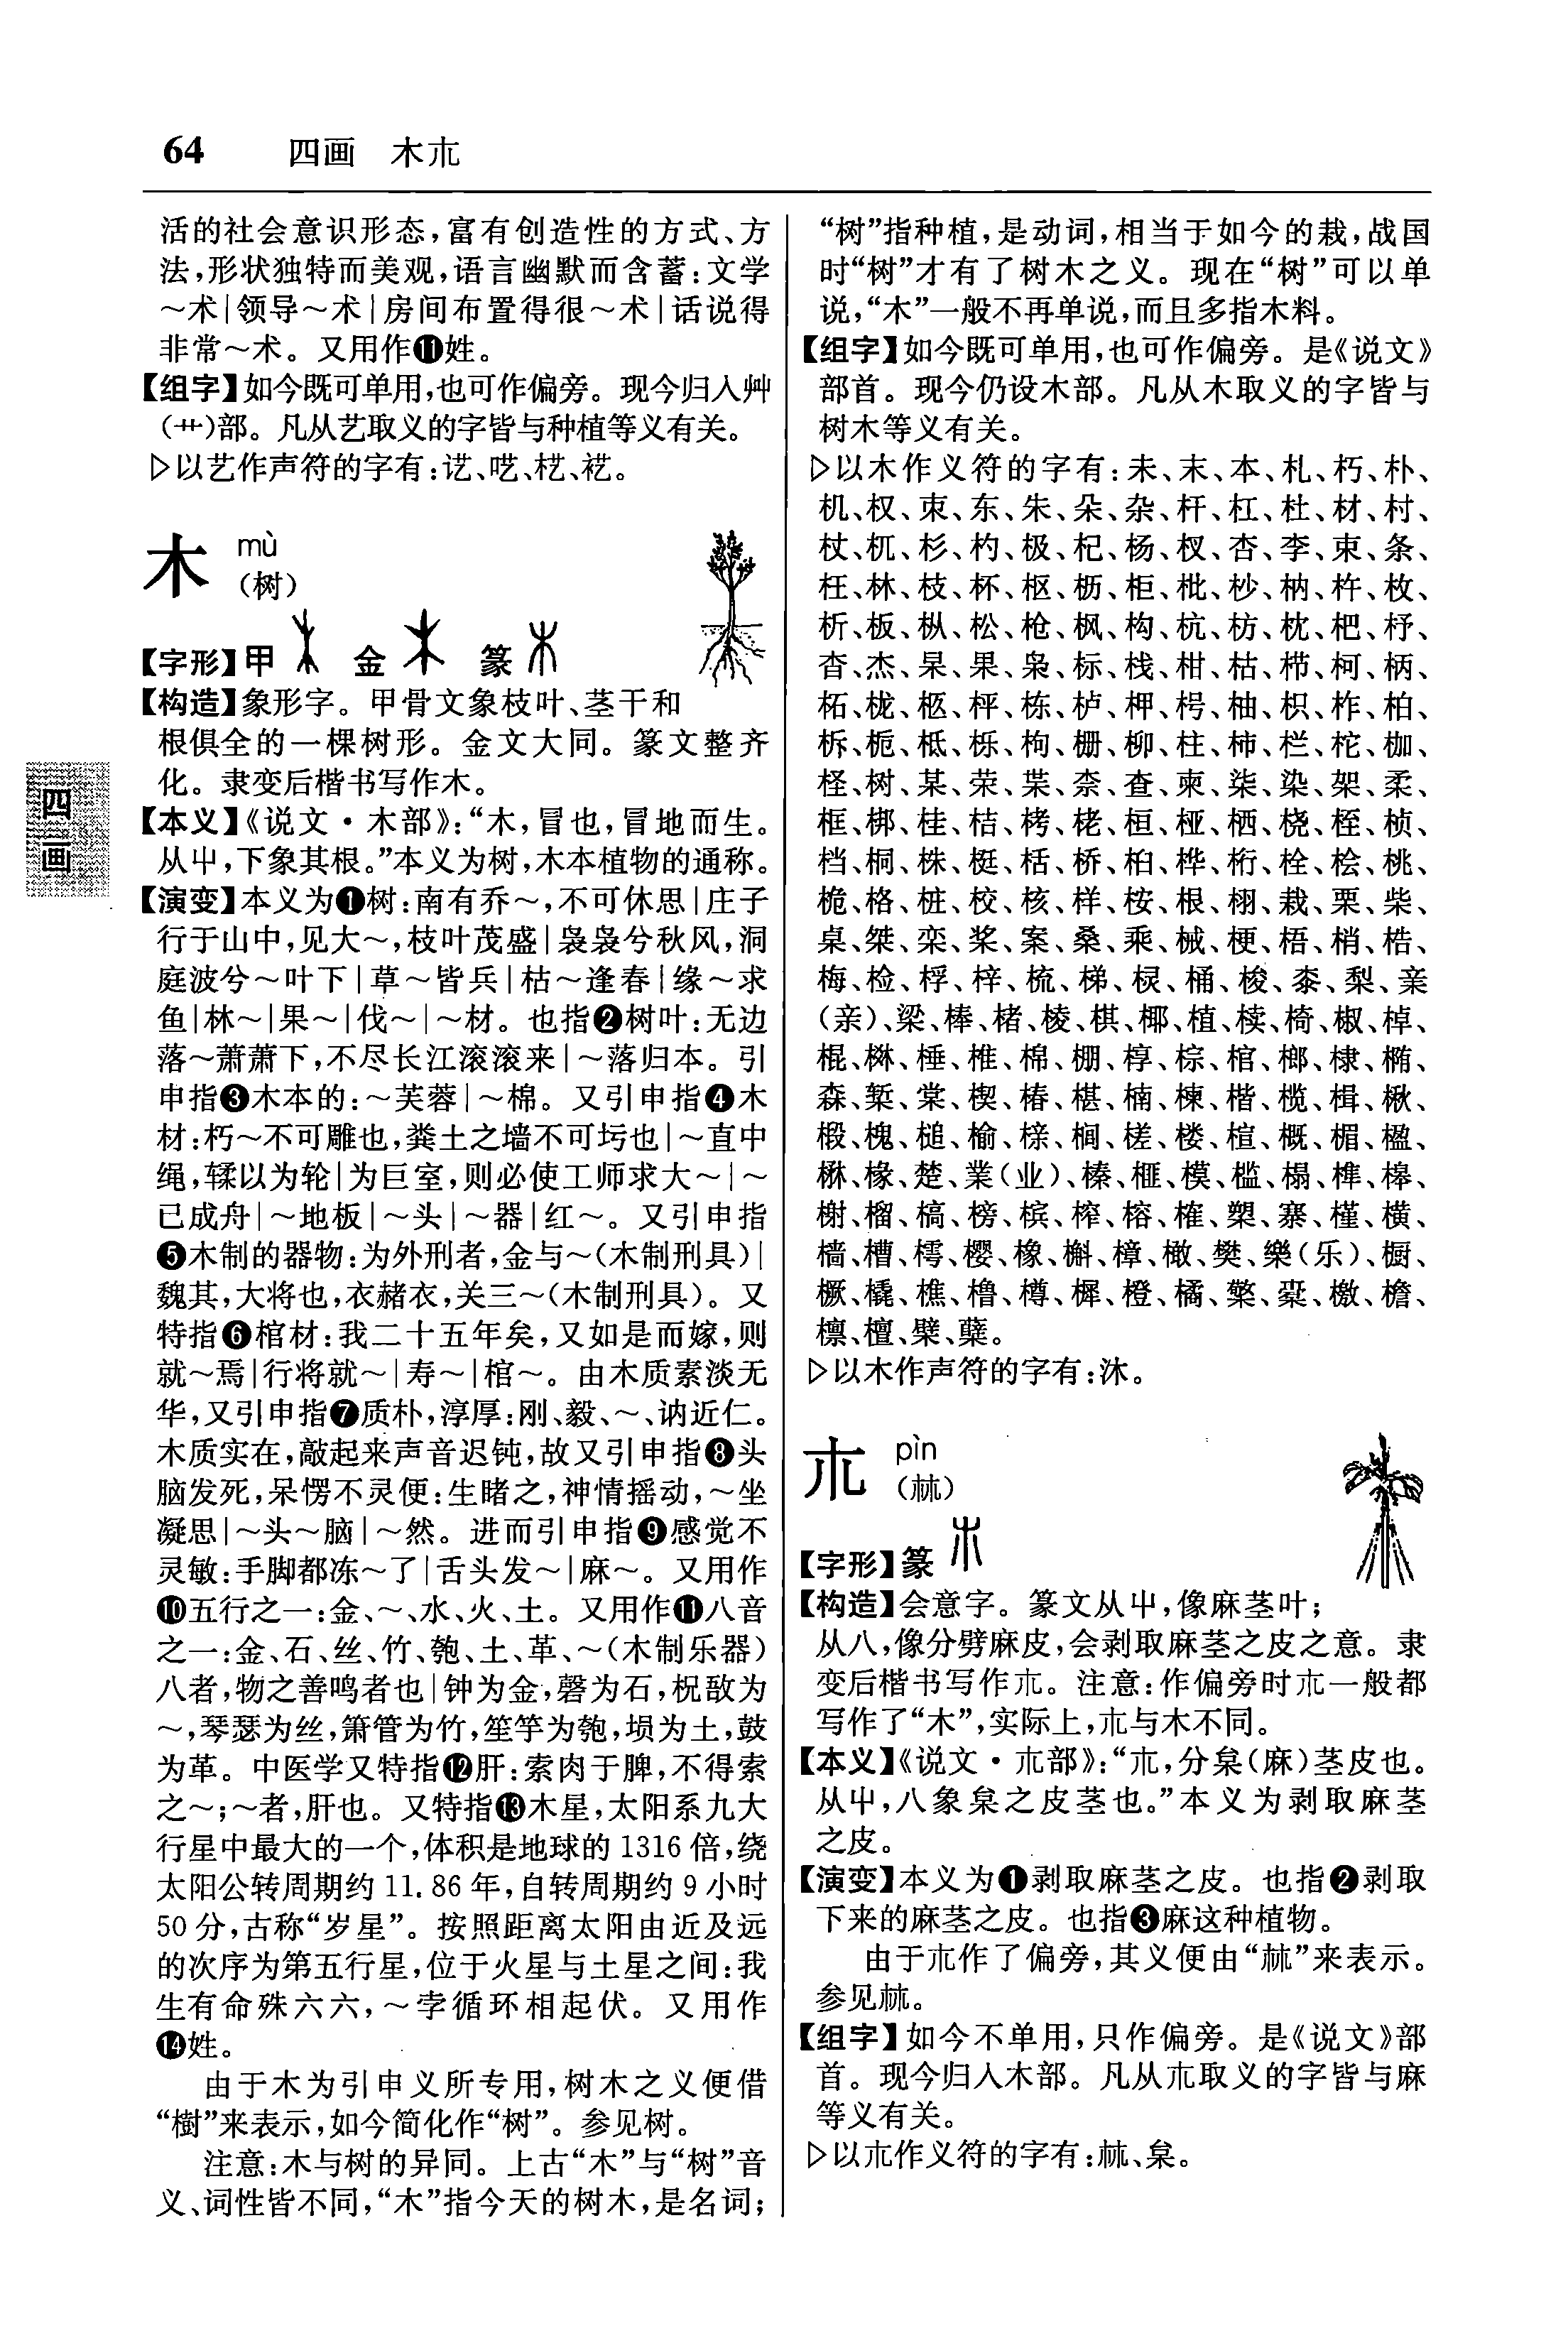 64 四画 木朩
活的社会意识形态，富有创造性的方式、方
法，形状独特而美观，语言幽默而含蓄：文学
～术|领导～术|房间布置得很～术|话说得
非常～术。又用作⓫姓。
【组字】如今既可单用，也可作偏旁。现今归入艸
（艹）部。凡从艺取义的字皆与种植等义有关。
▷以艺作声符的字有：讫、呓、杚、衤。
木 mù
（树）
【字形】甲 金 篆
【构造】象形字。甲骨文象枝叶、茎干和
根俱全的一棵树形。金文大同。篆文整齐
化。隶变后楷书写作木。
【本义】《说文·木部》：“木，冒也，冒地而生。
从屮，下象其根。”本义为树，木本植物的通称。
【演变】本义为❶树：南有乔～，不可休思|庄子
行于山中，见大～，枝叶茂盛|袅袅兮秋风，洞
庭波兮～叶下|草～皆兵|枯～逢春|缘～求
鱼|林～|果～|伐～|～材。也指❷树叶：无边
落～萧萧下，不尽长江滚滚来|～落归本。引
申指❸木本的：～芙蓉|～棉。又引申指❹木
材：朽～不可雕也，粪土之墙不可圬也|～直中
绳，𫐓以为轮|为巨室，则必使工师求大～|～
已成舟|～地板|～头|～器|红～。又引申指
❺木制的器物：为外刑者，金与～（木制刑具）|
魏其，大将也，衣赭衣，关三～（木制刑具）。又
特指❻棺材：我二十五年矣，又如是而嫁，则
就～焉|行将就～|寿～|棺～。由木质素淡无
华，又引申指❼质朴，淳厚：刚、毅、～、讷近仁。
木质实在，敲起来声音迟钝，故又引申指❽头
脑发死，呆愣不灵便：生睹之，神情摇动，～坐
凝思|～头～脑|～然。进而引申指❾感觉不
灵敏：手脚都冻～了|舌头发～|麻～。又用作
❿五行之一：金、～、水、火、土。又用作⓫八音
之一：金、石、丝、竹、匏、土、革、～（木制乐器）
八者，物之善鸣者也|钟为金，磬为石，柷敔为
～，琴瑟为丝，箫管为竹，笙竽为匏，埙为土，鼓
为革。中医学又特指⓬肝：索肉于脾，不得索
之～；～者，肝也。又特指⓭木星，太阳系九大
行星中最大的一个，体积是地球的1316倍，绕
太阳公转周期约11.86年，自转周期约9小时
50分，古称“岁星”。按照距离太阳由近及远
的次序为第五行星，位于火星与土星之间：我
生有命殊六六，～孛循环相起伏。又用作
⓮姓。
由于木为引申义所专用，树木之义便借
“樹”来表示，如今简化作“树”。参见树。
注意：木与树的异同。上古“木”与“树”音
义、词性皆不同，“木”指今天的树木，是名词；
四画
“树”指种植，是动词，相当于如今的栽，战国
时“树”才有了树木之义。现在“树”可以单
说，“木”一般不再单说，而且多指木料。
【组字】如今既可单用，也可作偏旁。是《说文》
部首。现今仍设木部。凡从木取义的字皆与
树木等义有关。
▷以木作义符的字有：未、末、本、札、朽、朴、
机、权、朿、东、朱、朵、杂、杆、杠、杜、材、村、
杖、杌、杉、杓、极、杞、杨、杈、杏、李、束、条、
枉、林、枝、杯、枢、枥、柜、枇、杪、枘、杵、枚、
析、板、枞、松、枪、枫、构、杭、枋、枕、杷、杼、
杳、杰、杲、果、枭、标、栈、柑、枯、栉、柯、柄、
柘、栊、柩、枰、栋、栌、柙、枵、柚、枳、柞、柏、
柝、栀、柢、栎、枸、栅、柳、柱、柿、栏、柁、枷、
柽、树、某、荣、枼、柰、查、柬、柒、染、架、柔、
框、梆、桂、桔、栲、栳、桓、桠、栖、桡、桎、桢、
档、桐、株、梃、栝、桥、桕、桦、桁、栓、桧、桃、
桅、格、桩、校、核、样、桉、根、栩、栽、栗、柴、
桌、桀、栾、桨、案、桑、乘、械、梗、梧、梢、梏、
梅、检、桴、梓、梳、梯、桹、桶、梭、桼、梨、亲
（亲）、梁、棒、楮、棱、棋、椰、植、椟、椅、椒、棹、
棍、棥、棰、椎、棉、棚、椁、棕、棺、榔、棣、椭、
森、椠、棠、楔、椿、椹、楠、楝、楷、榄、楫、楸、
椴、槐、槌、榆、榇、榈、槎、楼、楦、概、楣、楹、
楙、椽、楚、業（业）、榛、榧、模、槛、榻、榫、槔、
榭、榴、槁、榜、槟、榨、榕、榷、槊、寨、槿、横、
樯、槽、樗、樱、橡、槲、樟、橄、樊、樂（乐）、橱、
橛、橇、樵、橹、樽、樨、橙、橘、檠、橐、檄、檐、
檩、檀、檗、蘖。
▷以木作声符的字有：沐。
朩 pìn
（𣏟）
【字形】篆
【构造】会意字。篆文从屮，像麻茎叶；
从八，像分劈麻皮，会剥取麻茎之皮之意。隶
变后楷书写作朩。注意：作偏旁时朩一般都
写作了“木”，实际上，朩与木不同。
【本义】《说文·朩部》：“朩，分枲（麻）茎皮也。
从屮，八象枲之皮茎也。”本义为剥取麻茎
之皮。
【演变】本义为❶剥取麻茎之皮。也指❷剥取
下来的麻茎之皮。也指❸麻这种植物。
由于朩作了偏旁，其义便由“𣏟”来表示。
参见𣏟。
【组字】如今不单用，只作偏旁。是《说文》部
首。现今归入木部。凡从朩取义的字皆与麻
等义有关。
▷以朩作义符的字有：𣏟、枲。